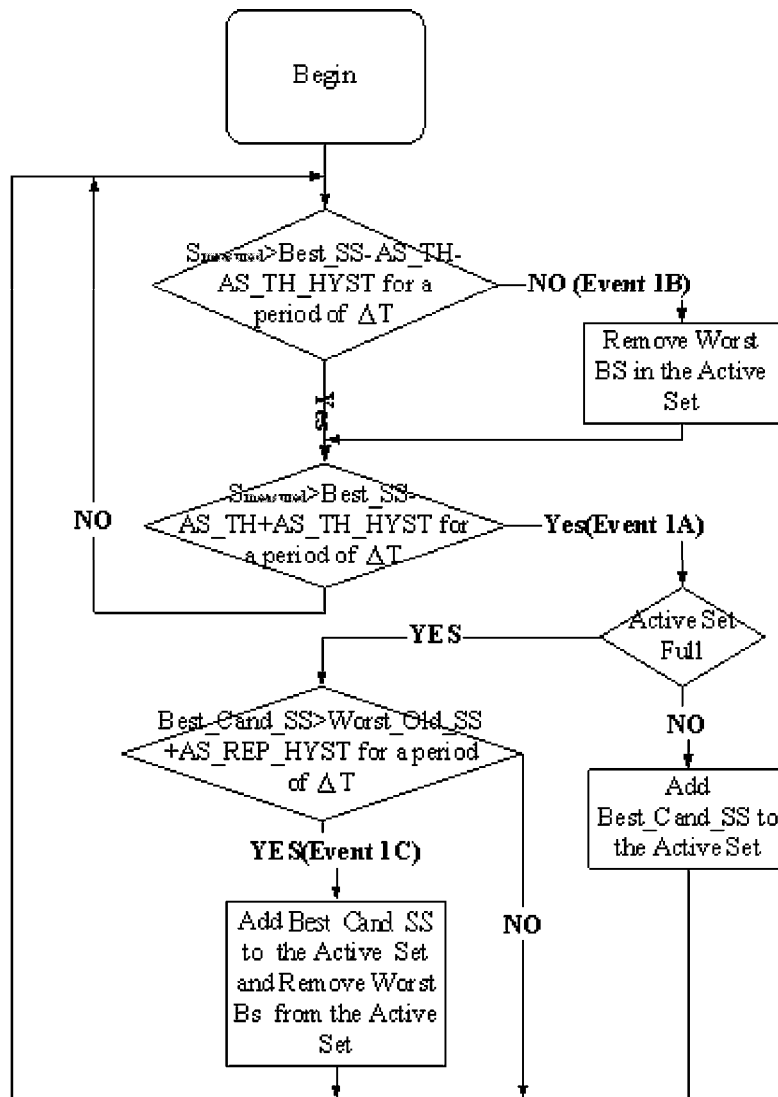 Begin
Smeasured>Best_SS-AS_TH-
AS_TH_HYST for a
period of ΔT
NO (Event 1B)
Remove Worst
BS in the Active
Set
Yes
Smeasured>Best_SS-
AS_TH+AS_TH_HYST for
a period of ΔT
NO
Yes(Event 1A)
Active Set
Full
YES
NO
Best_Cand_SS>Worst_Old_SS
+AS_REP_HYST for a period
of ΔT
Add
Best_Cand_SS to
the Active Set
YES(Event 1C)
NO
Add Best Cand SS
to the Active Set
and Remove Worst
Bs from the Active
Set